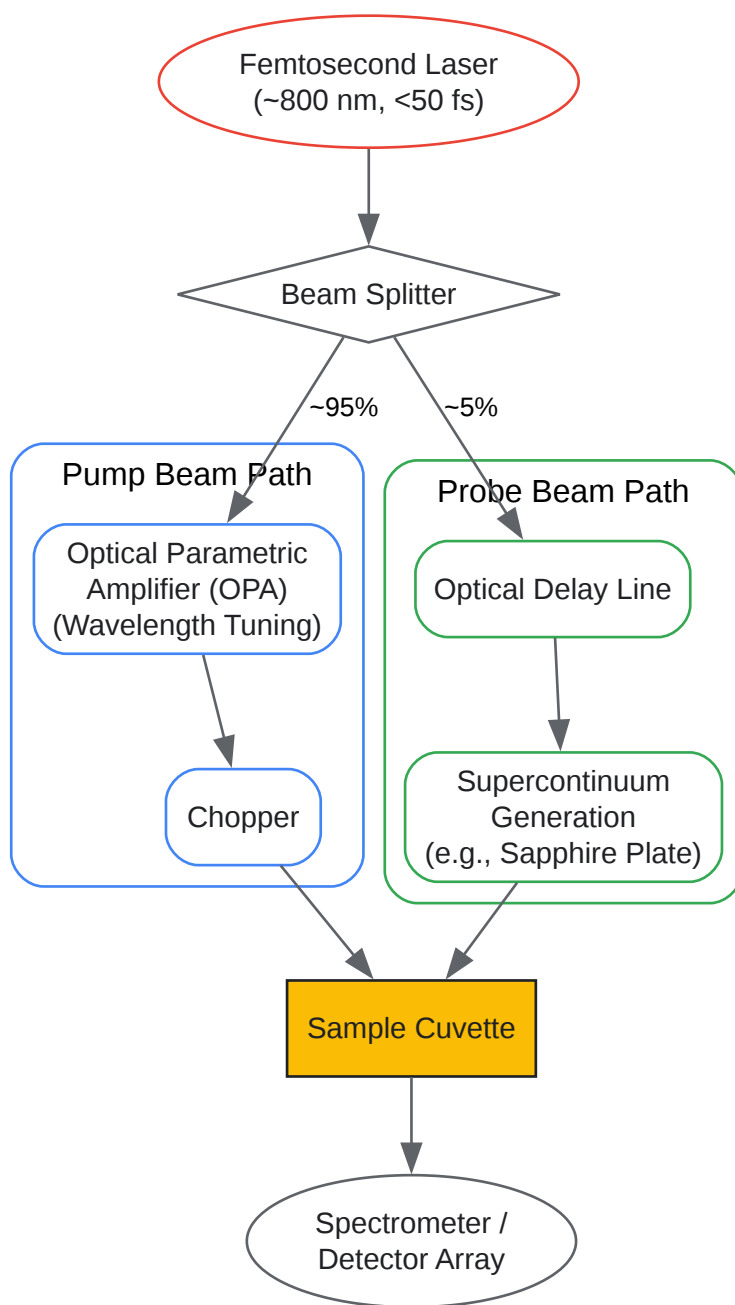 Femtosecond Laser
(~800 nm, <50 fs)
Beam Splitter
~95%
~5%
Pump Beam Path
Probe Beam Path
Optical Parametric
Amplifier (OPA)
(Wavelength Tuning)
Optical Delay Line
Chopper
Supercontinuum
Generation
(e.g., Sapphire Plate)
Sample Cuvette
Spectrometer /
Detector Array